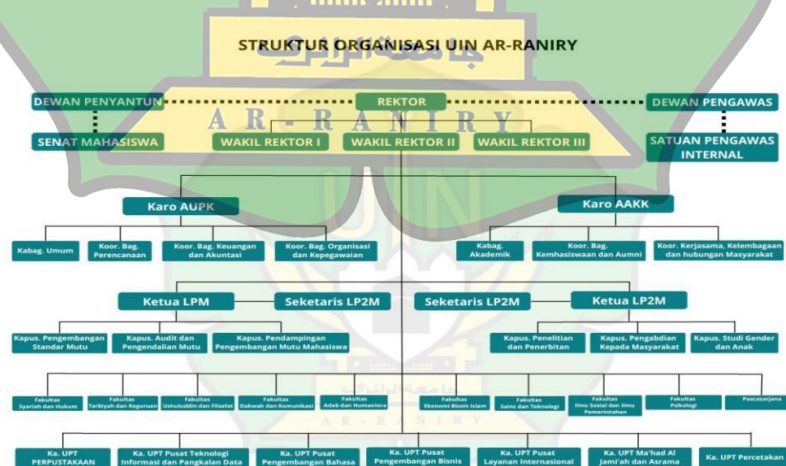 STRUKTUR ORGANISASI UIN AR-RANIRY
جامعة الرانري
DEWAN PENYANTUN
REKTOR
DEWAN PENGAWAS
AR-RANIRY
SENAT MAHASISWA
WAKIL REKTOR I
WAKIL REKTOR II
WAKIL REKTOR III
SATUAN PENGAWAS
INTERNAL
Karo AUPK
Karo AAKK
UIN
Kabag. Umum
Koor. Bag.
Perencanaan
Koor. Bag. Keuangan
dan Akuntasi
Koor. Bag. Organisasi
dan Kepegawaian
Kabag.
Akademik
Koor. Bag.
Kemhasiswaan dan Aumni
Koor. Kerjasama, Kelembagaan
dan hubungan Masyarakat
Ketua LPM
Seketaris LP2M
Seketaris LP2M
Ketua LP2M
Kapus. Pengembangan
Standar Mutu
Kapus. Audit dan
Pengendalian Mutu
Kapus. Pendampingan
Pengembangan Mutu Mahasiswa
Kapus. Penelitian
dan Penerbitan
Kapus. Pengabdian
Kepada Masyarakat
Kapus. Studi Gender
dan Anak
جامعة الرانري
AR-RANIRY
Fakultas
Syariah dan Hukum
Fakultas
Tarbiyah dan Keguruan
Fakultas
Ushuluddin dan Filsafat
Fakultas
Dakwah dan Komunikasi
Fakultas
Adab dan Humaniora
Fakultas
Ekonomi Bisnis Islam
Fakultas
Sains dan Teknologi
Fakultas
Ilmu Sosial dan Ilmu
Pemerintahan
Fakultas
Psikologi
Pascasarjana
Ka. UPT
PERPUSTAKAAN
Ka. UPT Pusat Teknologi
Informasi dan Pangkalan Data
Ka. UPT Pusat
Pengembangan Bahasa
Ka. UPT Pusat
Pengembangan Bisnis
Ka. UPT Pusat
Layanan Internasional
Ka. UPT Ma'had Al
Jami'ah dan Asrama
Ka. UPT Percetakan